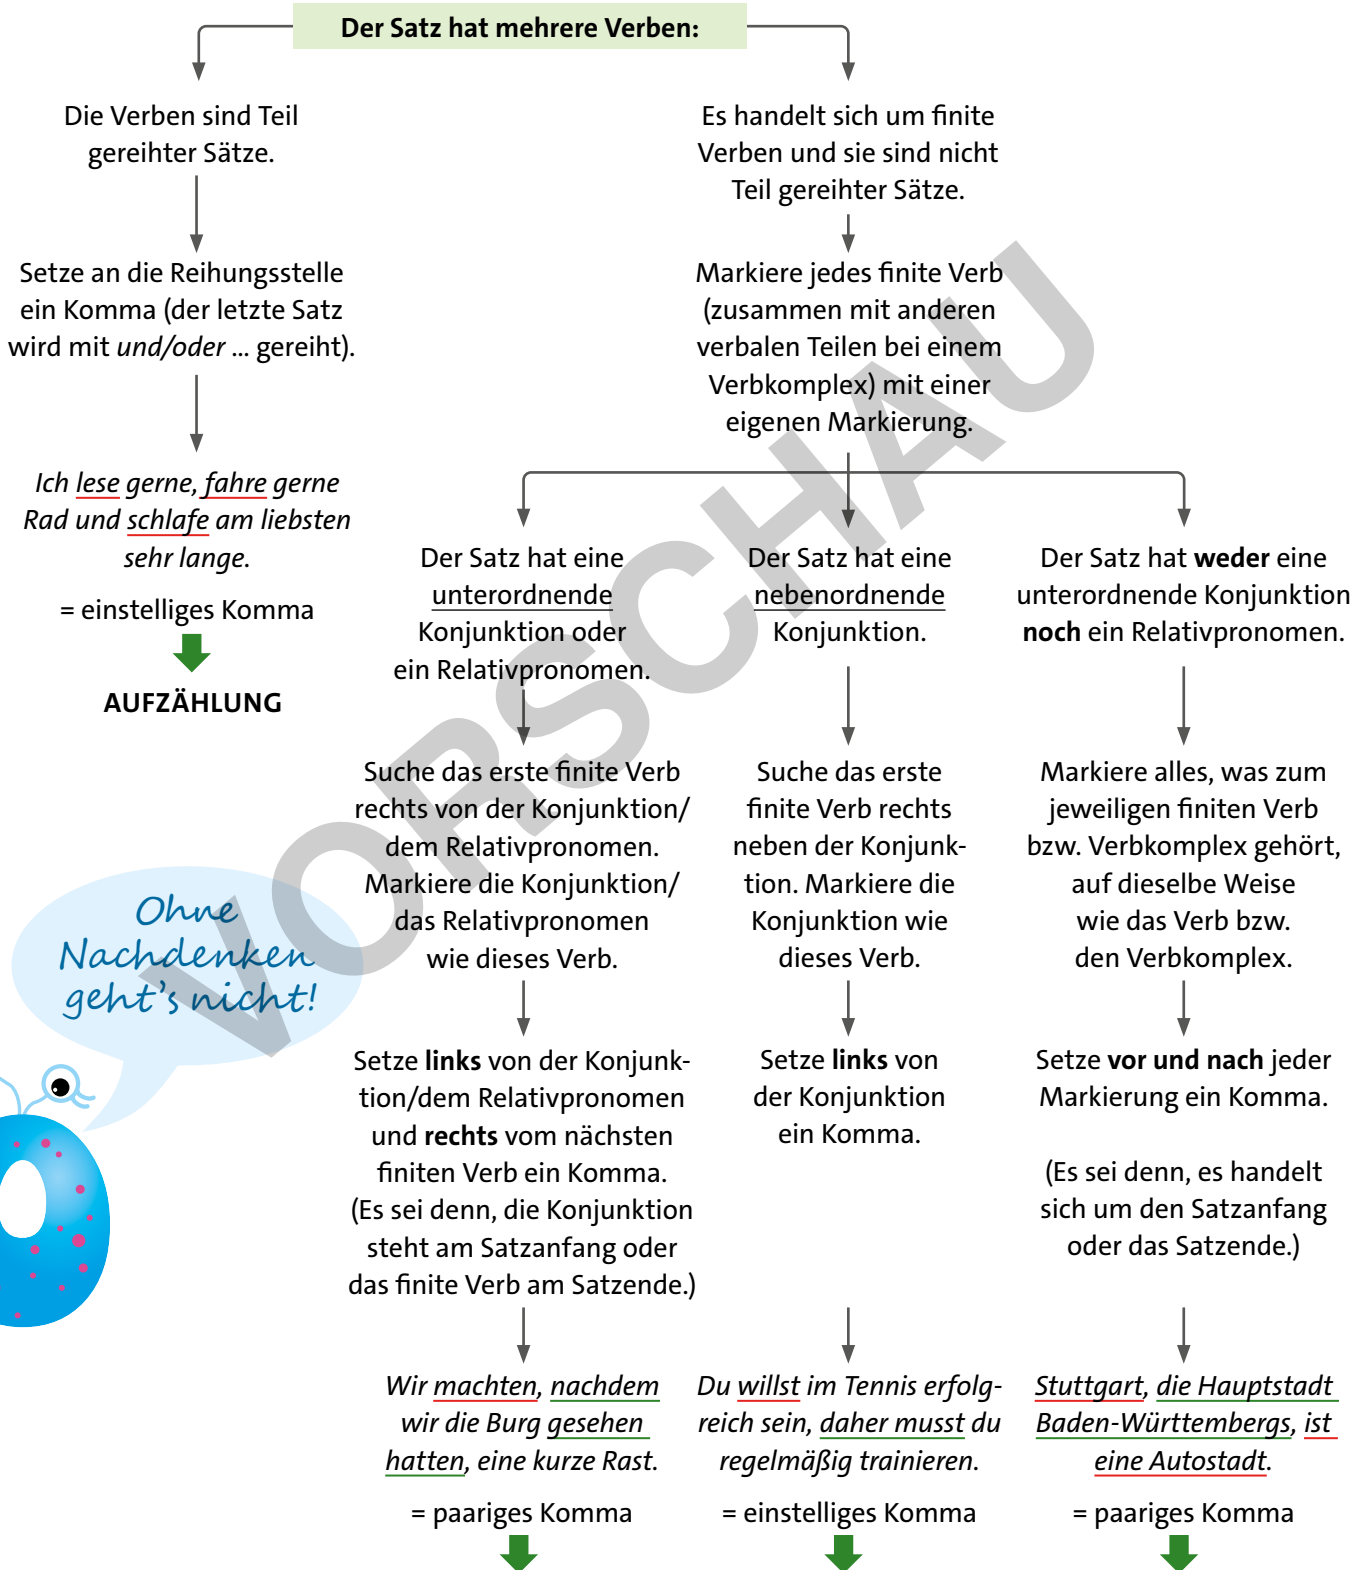 Der Satz hat mehrere Verben:
Die Verben sind Teil
gereihter Sätze.
Setze an die Reihungsstelle
ein Komma (der letzte Satz
wird mit und/oder ... gereiht).
Ich lese gerne, fahre gerne
Rad und schlafe am liebsten
sehr lange.
= einstelliges Komma
AUFZÄHLUNG
Es handelt sich um finite
Verben und sie sind nicht
Teil gereihter Sätze.
Markiere jedes finite Verb
(zusammen mit anderen
verbalen Teilen bei einem
Verbkomplex) mit einer
eigenen Markierung.
Der Satz hat eine
unterordnende
Konjunktion oder
ein Relativpronomen.
Suche das erste finite Verb
rechts von der Konjunktion/
dem Relativpronomen.
Markiere die Konjunktion/
das Relativpronomen
wie dieses Verb.
Setze links von der Konjunk-
tion/dem Relativpronomen
und rechts vom nächsten
finiten Verb ein Komma.
(Es sei denn, die Konjunktion
steht am Satzanfang oder
das finite Verb am Satzende.)
Wir machten, nachdem
wir die Burg gesehen
hatten, eine kurze Rast.
= paariges Komma
Der Satz hat eine
nebenordnende
Konjunktion.
Suche das erste
finite Verb rechts
neben der Konjunk-
tion. Markiere die
Konjunktion wie
dieses Verb.
Setze links von
der Konjunktion
ein Komma.
Du willst im Tennis erfolg-
reich sein, daher musst du
regelmäßig trainieren.
= einstelliges Komma
Der Satz hat weder eine
unterordnende Konjunktion
noch ein Relativpronomen.
Markiere alles, was zum
jeweiligen finiten Verb
bzw. Verbkomplex gehört,
auf dieselbe Weise
wie das Verb bzw.
den Verbkomplex.
Setze vor und nach jeder
Markierung ein Komma.
(Es sei denn, es handelt
sich um den Satzanfang
oder das Satzende.)
Stuttgart, die Hauptstadt
Baden-Württembergs, ist
eine Autostadt.
= paariges Komma
Ohne
Nachdenken
geht's nicht!
VORSCHAU